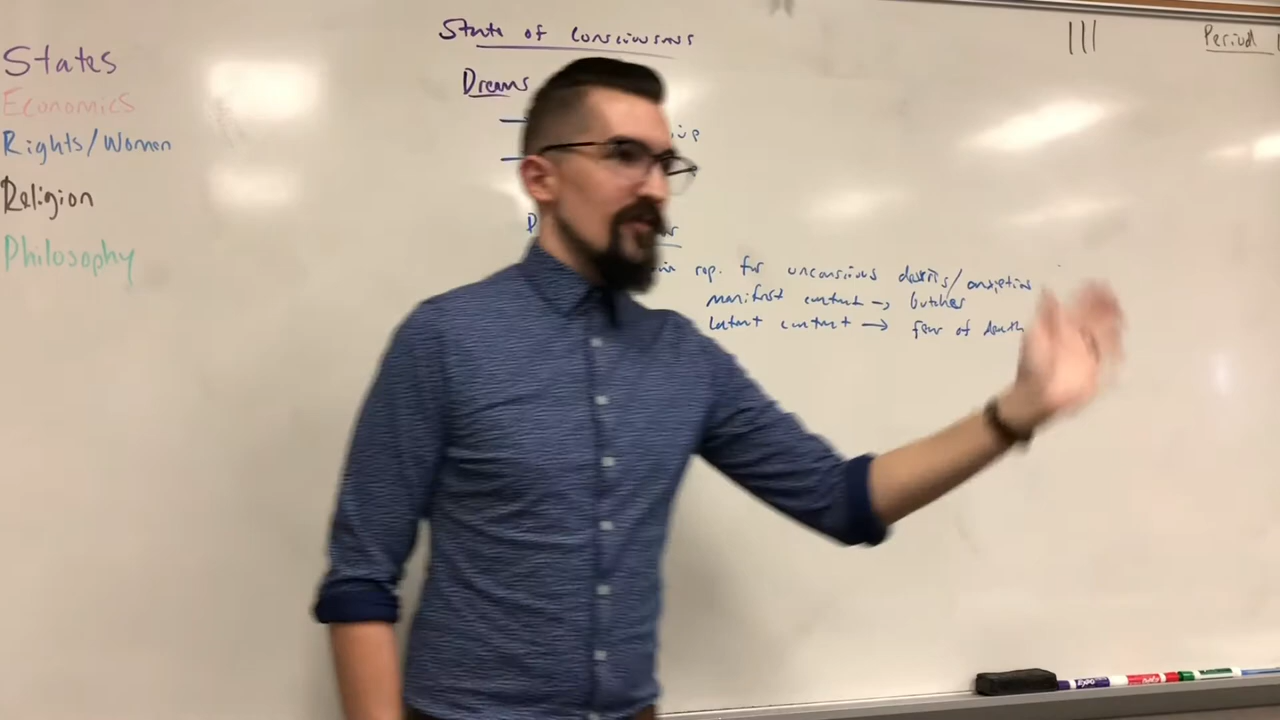 States
Economics
Rights/Women
Religion
Philosophy
State of Consciousness
Dreams
rep. for unconscious desires/anxieties
manifest content → butcher
latent content → fear of death
Period